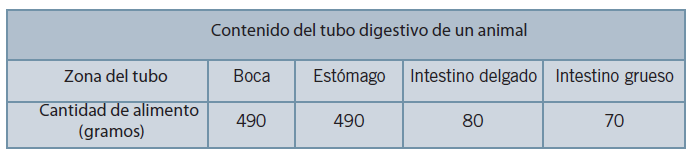 Contenido del tubo digestivo de un animal
Zona del tubo Boca Estómago Intestino delgado Intestino grueso
Cantidad de alimento
(gramos) 490 490 80 70